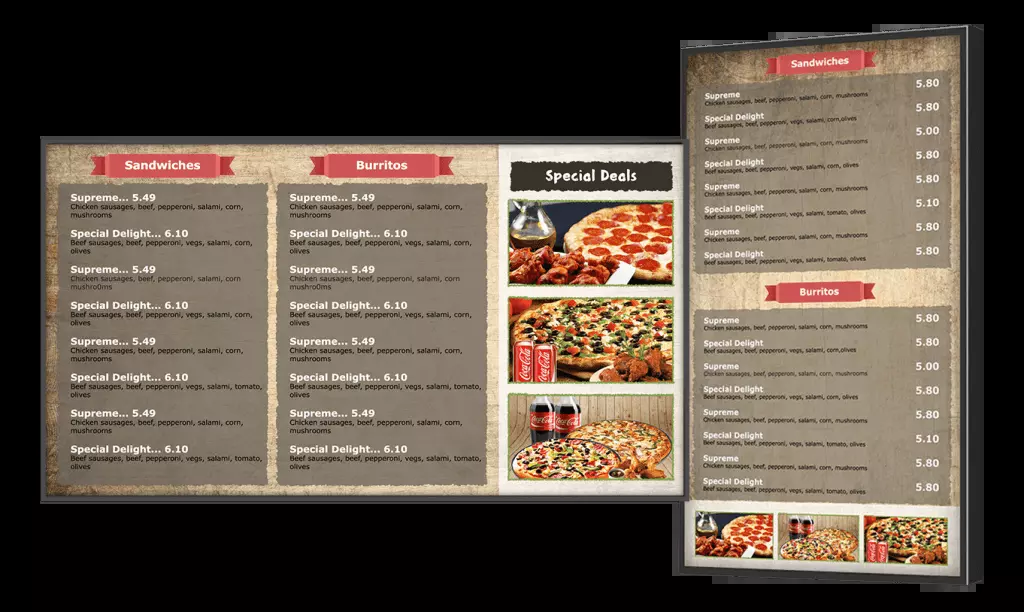 Sandwiches
Supreme... 5.49
Chicken sausages, beef, pepperoni, salami, corn,
mushrooms
Special Delight... 6.10
Beef sausages, beef, pepperoni, vegs, salami, corn,
olives
Supreme... 5.49
Chicken sausages, beef, pepperoni, salami, corn
mushro0ms
Special Delight... 6.10
Beef sausages, beef, pepperoni, vegs, salami, corn,
olives
Supreme... 5.49
Chicken sausages, beef, pepperoni, salami, corn,
mushrooms
Special Delight... 6.10
Beef sausages, beef, pepperoni, vegs, salami, tomato,
olives
Supreme... 5.49
Chicken sausages, beef, pepperoni, salami, corn,
mushrooms
Special Delight... 6.10
Beef sausages, beef, pepperoni, vegs, salami, tomato,
olives
Burritos
Supreme... 5.49
Chicken sausages, beef, pepperoni, salami, corn,
mushrooms
Special Delight... 6.10
Beef sausages, beef, pepperoni, vegs, salami, corn,
olives
Supreme... 5.49
Chicken sausages, beef, pepperoni, salami, corn
mushro0ms
Special Delight... 6.10
Beef sausages, beef, pepperoni, vegs, salami, corn,
olives
Supreme... 5.49
Chicken sausages, beef, pepperoni, salami, corn,
mushrooms
Special Delight... 6.10
Beef sausages, beef, pepperoni, vegs, salami, tomato,
olives
Supreme... 5.49
Chicken sausages, beef, pepperoni, salami, corn,
mushrooms
Special Delight... 6.10
Beef sausages, beef, pepperoni, vegs, salami, tomato,
olives
Special Deals
Coca-Cola
Coca-Cola
Coca-Cola
Coca-Cola
Sandwiches
Supreme 5.80
Chicken sausages, beef, pepperoni, salami, corn, mushrooms
Special Delight 5.80
Beef sausages, beef, pepperoni, vegs, salami, corn,olives
Supreme 5.00
Chicken sausages, beef, pepperoni, salami, corn, mushrooms
Special Delight 5.80
Beef sausages, beef, pepperoni, vegs, salami, corn, olives
Supreme 5.80
Chicken sausages, beef, pepperoni, salami, corn, mushrooms
Special Delight 5.10
Beef sausages, beef, pepperoni, vegs, salami, tomato, olives
Supreme 5.80
Chicken sausages, beef, pepperoni, salami, corn, mushrooms
Special Delight 5.80
Beef sausages, beef, pepperoni, vegs, salami, tomato, olives
Burritos
Supreme 5.80
Chicken sausages, beef, pepperoni, salami, corn, mushrooms
Special Delight 5.80
Beef sausages, beef, pepperoni, vegs, salami, corn,olives
Supreme 5.00
Chicken sausages, beef, pepperoni, salami, corn, mushrooms
Special Delight 5.80
Beef sausages, beef, pepperoni, vegs, salami, corn, olives
Supreme 5.80
Chicken sausages, beef, pepperoni, salami, corn, mushrooms
Special Delight 5.10
Beef sausages, beef, pepperoni, vegs, salami, tomato, olives
Supreme 5.80
Chicken sausages, beef, pepperoni, salami, corn, mushrooms
Special Delight 5.80
Beef sausages, beef, pepperoni, vegs, salami, tomato, olives